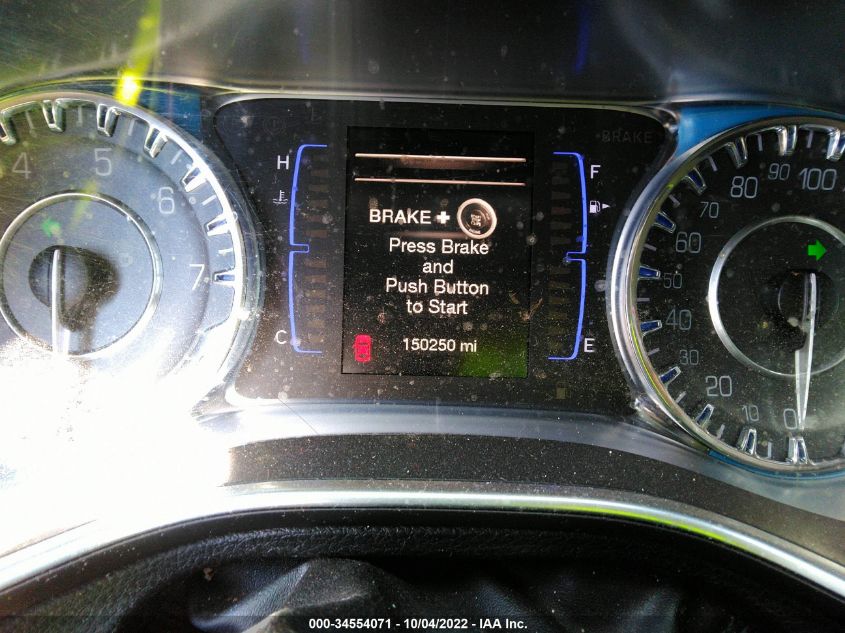 4
5
6
7
H
C
BRAKE +
Press Brake
and
Push Button
to Start
150250 mi
F
E
BRAKE
0
10
20
30
40
50
60
70
80
90
100
000-34554071 - 10/04/2022 - IAA Inc.